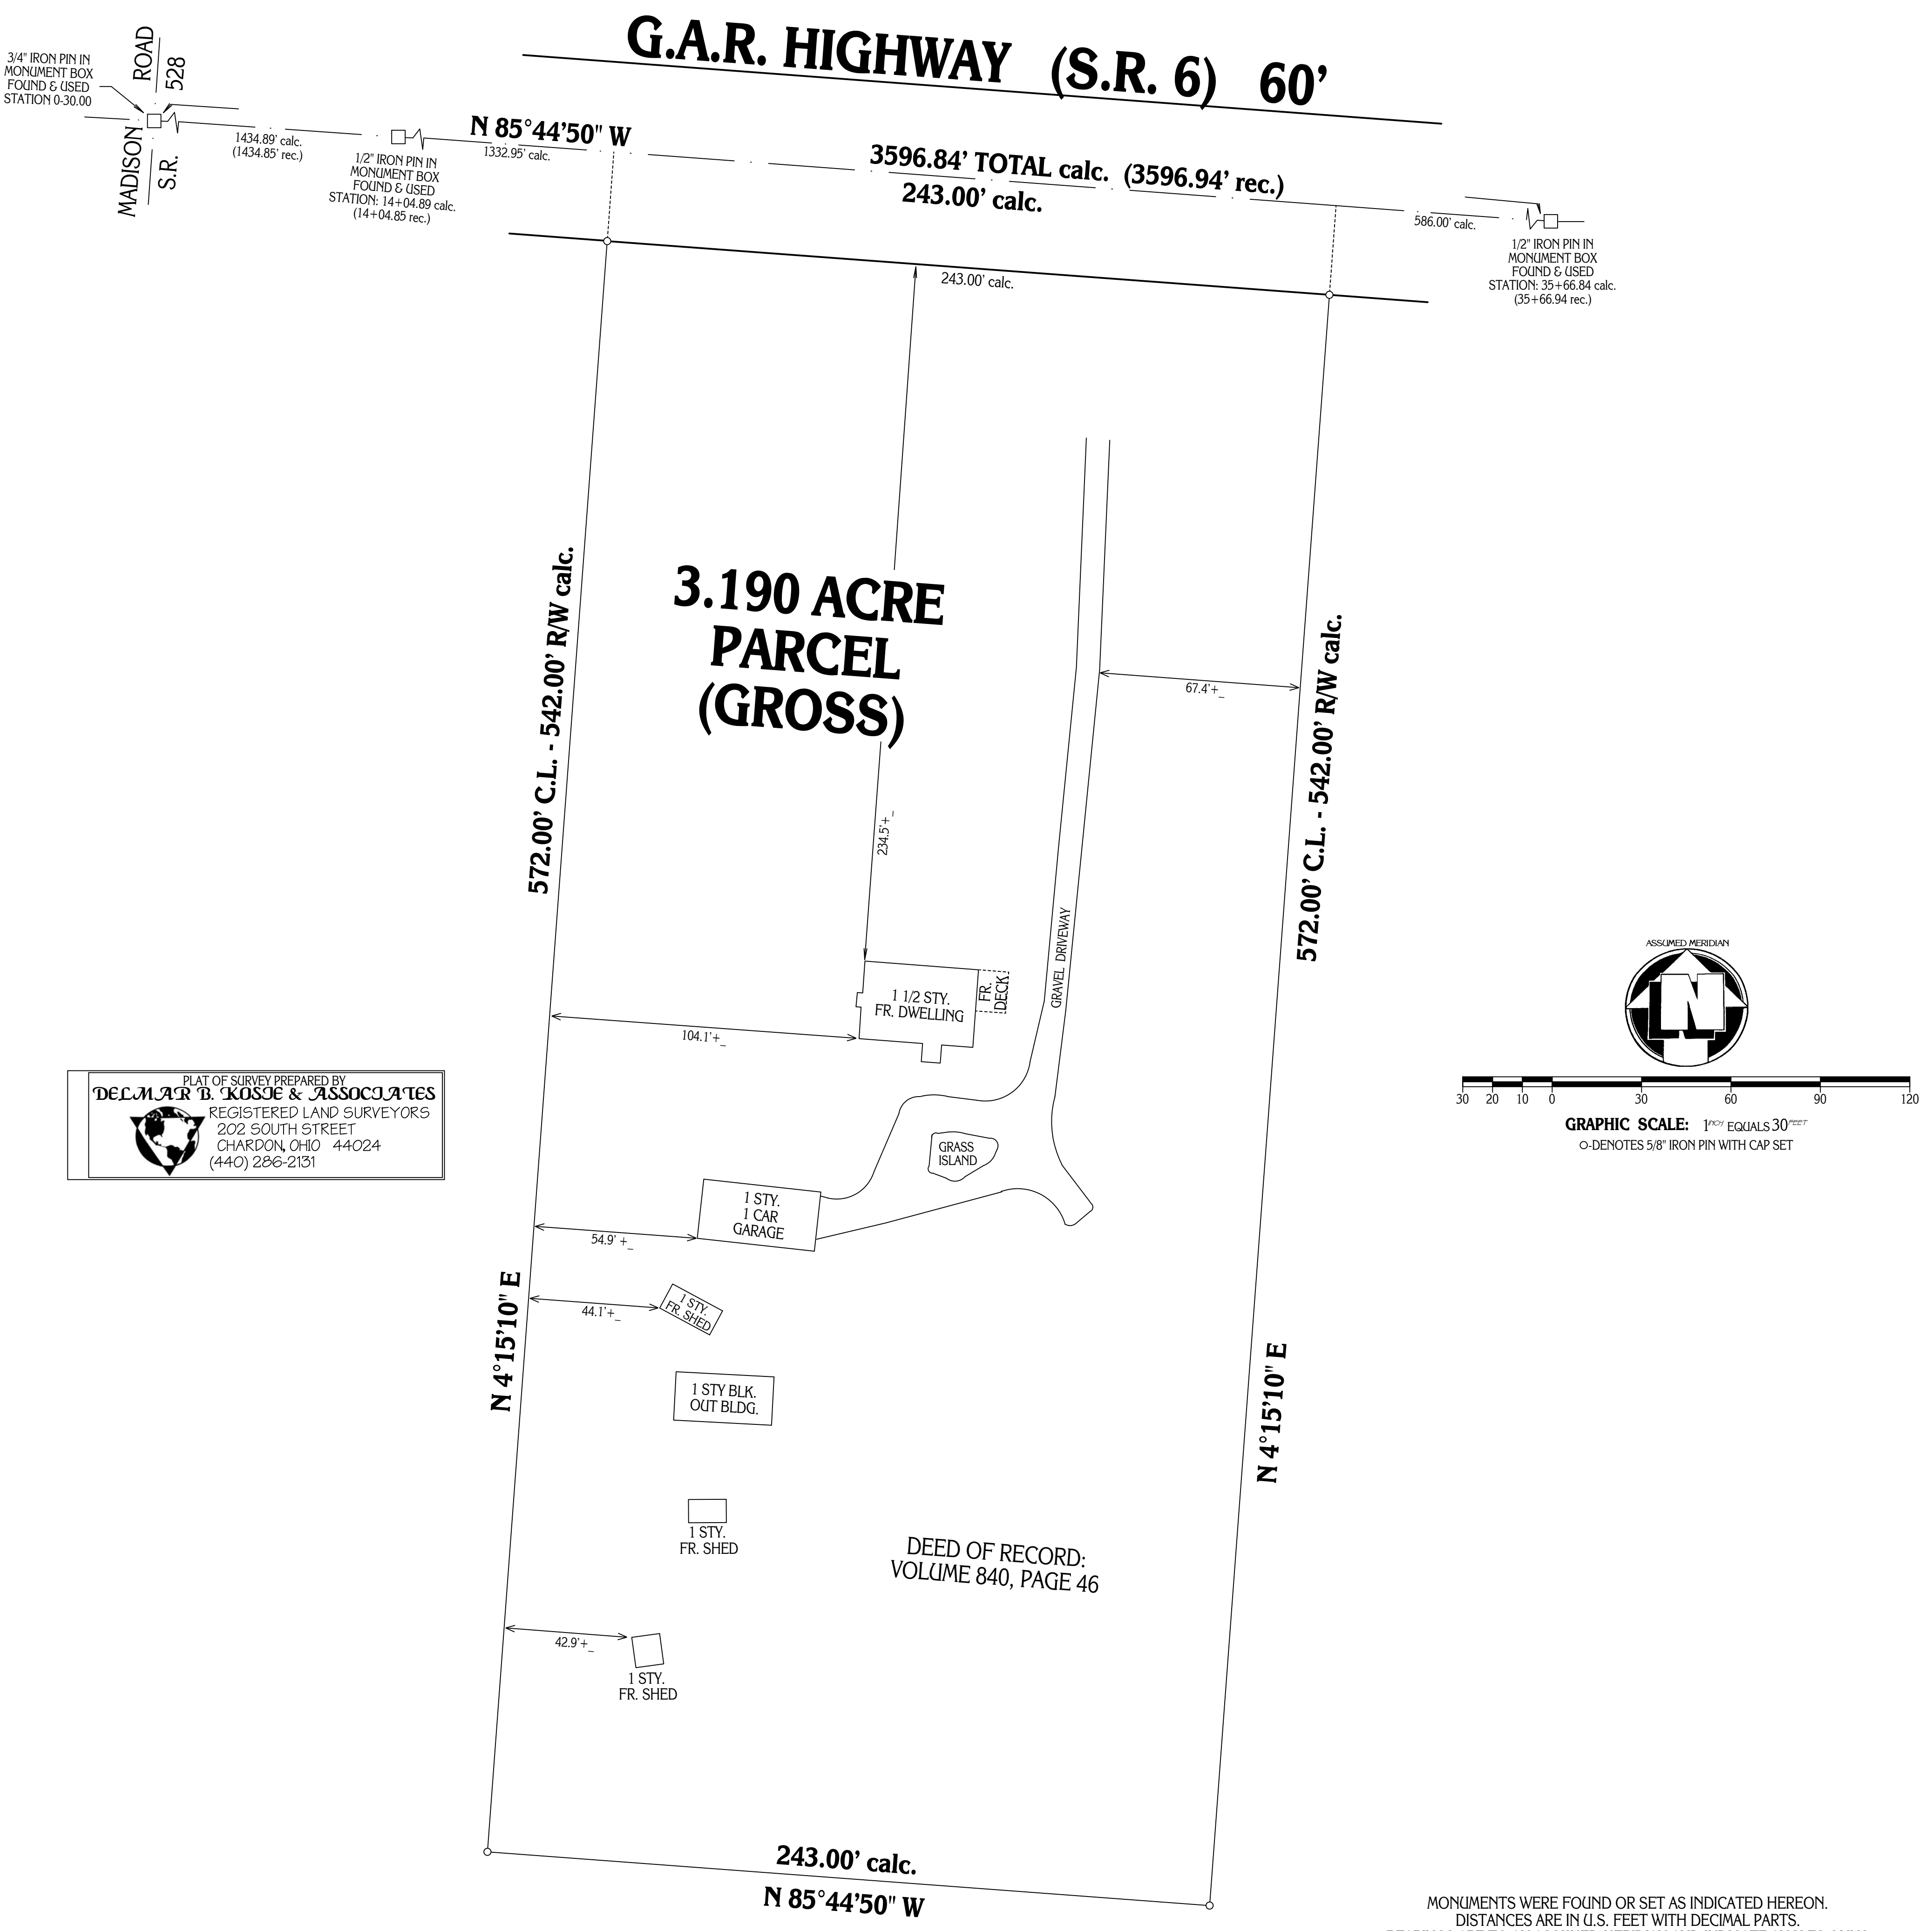 G.A.R. HIGHWAY (S.R. 6) 60'
3/4" IRON PIN IN
MONUMENT BOX
FOUND & USED
STATION 0-30.00
MADISON ROAD
S.R. 528
1434.89' calc.
(1434.85' rec.)
1/2" IRON PIN IN
MONUMENT BOX
FOUND & USED
STATION: 14+04.89 calc.
(14+04.85 rec.)
N 85°44'50" W
1332.95' calc.
3596.84' TOTAL calc. (3596.94' rec.)
243.00' calc.
586.00' calc.
1/2" IRON PIN IN
MONUMENT BOX
FOUND & USED
STATION: 35+66.84 calc.
(35+66.94 rec.)
243.00' calc.
572.00' C.L. - 542.00' R/W calc.
3.190 ACRE
PARCEL
(GROSS)
67.4'+_
572.00' C.L. - 542.00' R/W calc.
234.5'+_
GRAVEL DRIVEWAY
1 1/2 STY.
FR. DWELLING
FR.
DECK
104.1'+_
ASSUMED MERIDIAN
N
30 20 10 0 30 60 90 120
GRAPHIC SCALE: 1 INCH EQUALS 30 FEET
O-DENOTES 5/8" IRON PIN WITH CAP SET
PLAT OF SURVEY PREPARED BY
DELMAR B. KOSIE & ASSOCIATES
REGISTERED LAND SURVEYORS
202 SOUTH STREET
CHARDON, OHIO 44024
(440) 286-2131
GRASS
ISLAND
1 STY.
1 CAR
GARAGE
54.9' +_
N 4°15'10" E
44.1'+_
1 STY.
FR. SHED
1 STY BLK.
OUT BLDG.
N 4°15'10" E
1 STY.
FR. SHED
DEED OF RECORD:
VOLUME 840, PAGE 46
42.9'+_
1 STY.
FR. SHED
243.00' calc.
N 85°44'50" W
MONUMENTS WERE FOUND OR SET AS INDICATED HEREON.
DISTANCES ARE IN U.S. FEET WITH DECIMAL PARTS.